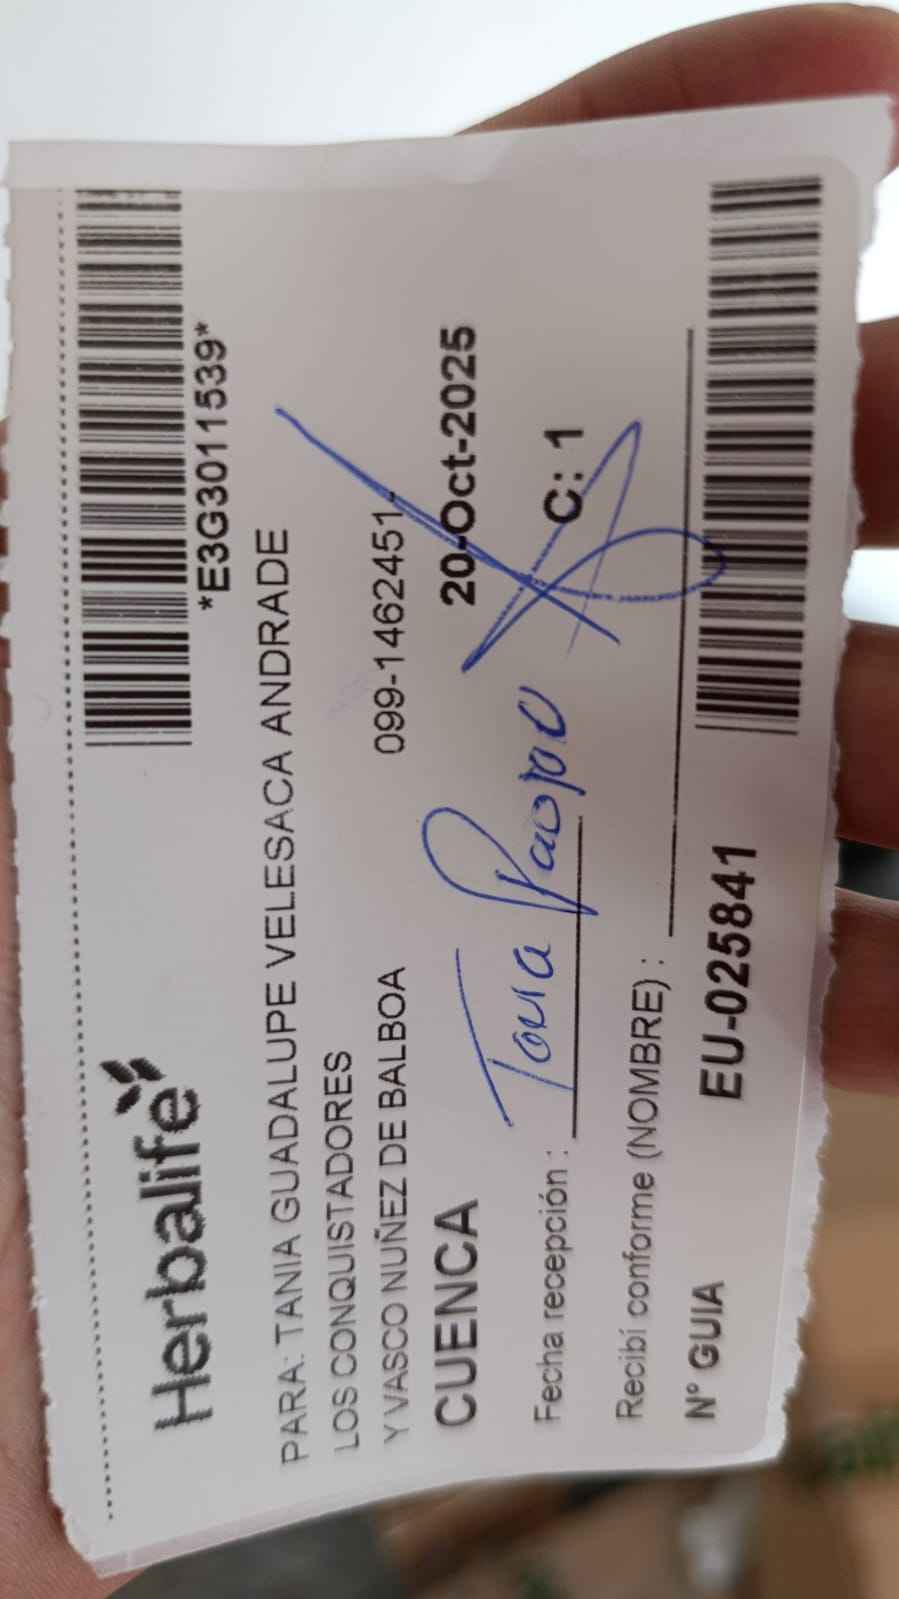 Herbalife
*E3G3011539*
PARA: TANIA GUADALUPE VELESACA ANDRADE
LOS CONQUISTADORES
Y VASCO NUÑEZ DE BALBOA 099-1462451-
CUENCA 20-Oct-2025
Tania
Fecha recepción : C: 1
Recibí conforme (NOMBRE) :
N° GUIA EU-025841